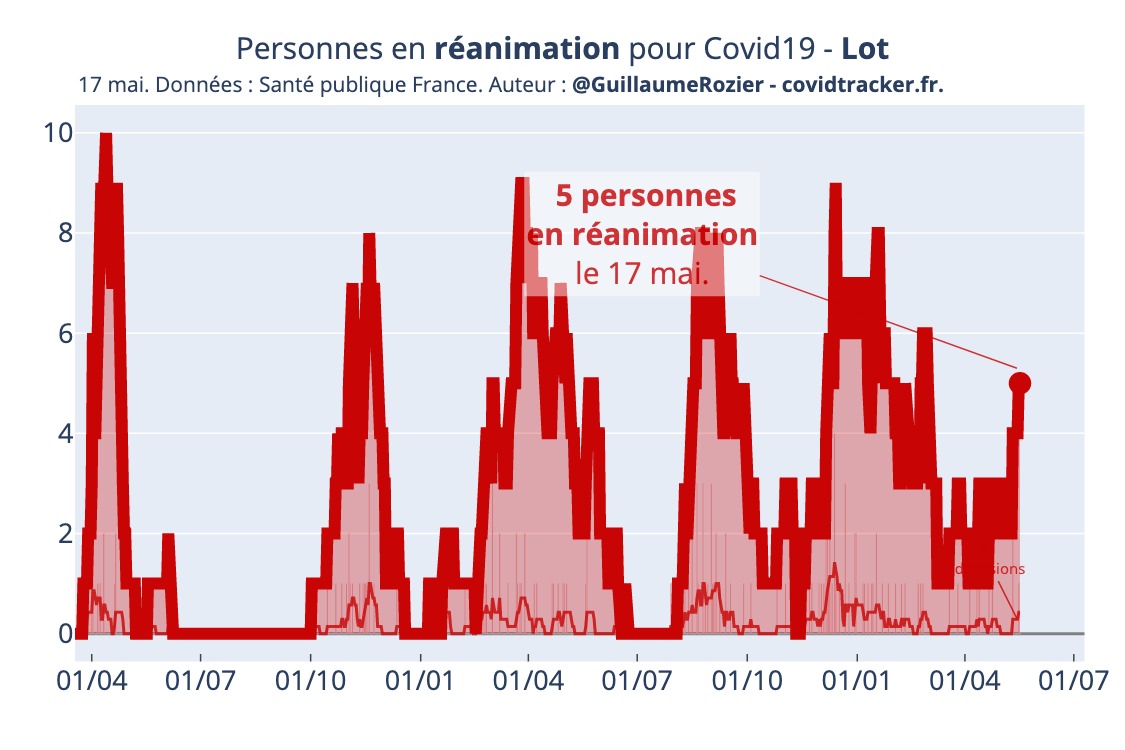 Personnes en réanimation pour Covid19 - Lot
17 mai. Données : Santé publique France. Auteur : @GuillaumeRozier - covidtracker.fr.
10
8
6
4
2
0
5 personnes
en réanimation
le 17 mai.
01/04 01/07 01/10 01/01 01/04 01/07 01/10 01/01 01/04 01/07